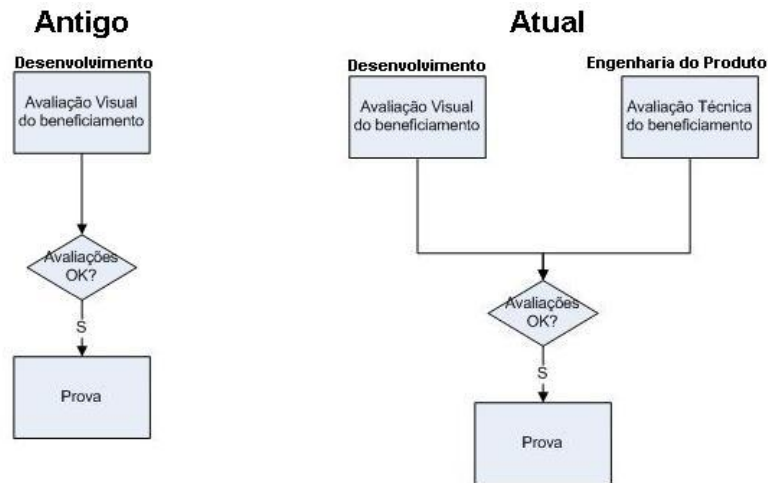 Antigo
Desenvolvimento
Avaliação Visual
do beneficiamento
Avaliações
OK?
S
Prova
Atual
Desenvolvimento
Avaliação Visual
do beneficiamento
Engenharia do Produto
Avaliação Técnica
do beneficiamento
Avaliações
OK?
S
Prova